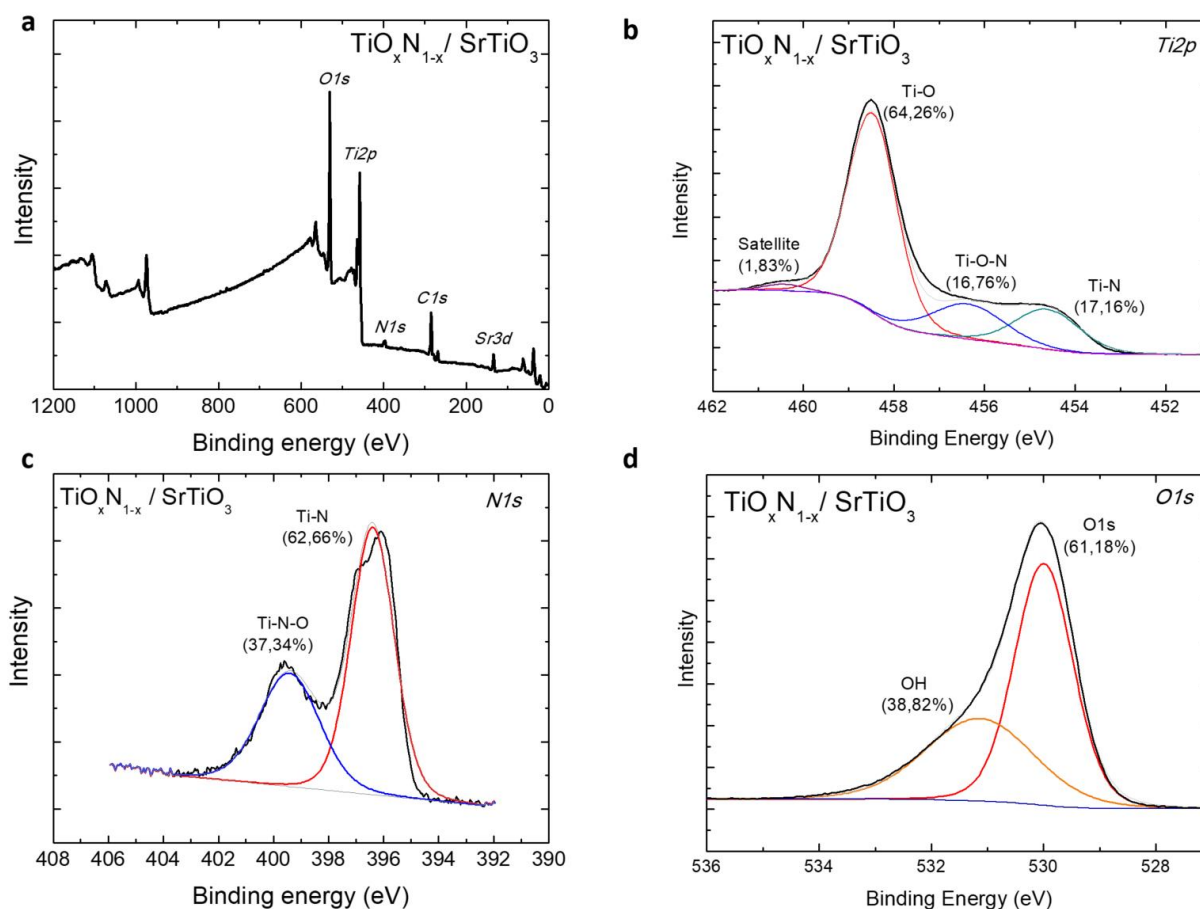 a
TiOxN1-x/ SrTiO3
O1s
Ti2p
N1s
C1s
Sr3d
Intensity
1200 1000 800 600 400 200 0
Binding energy (eV)
b
TiOxN1-x/ SrTiO3
Ti2p
Ti-O
(64,26%)
Satellite
(1,83%)
Ti-O-N
(16,76%)
Ti-N
(17,16%)
Intensity
462 460 458 456 454 452
Binding Energy (eV)
c
TiOxN1-x/ SrTiO3
N1s
Ti-N
(62,66%)
Ti-N-O
(37,34%)
Intensity
408 406 404 402 400 398 396 394 392 390
Binding energy (eV)
d
TiOxN1-x/ SrTiO3
O1s
O1s
(61,18%)
OH
(38,82%)
Intensity
536 534 532 530 528
Binding Energy (eV)